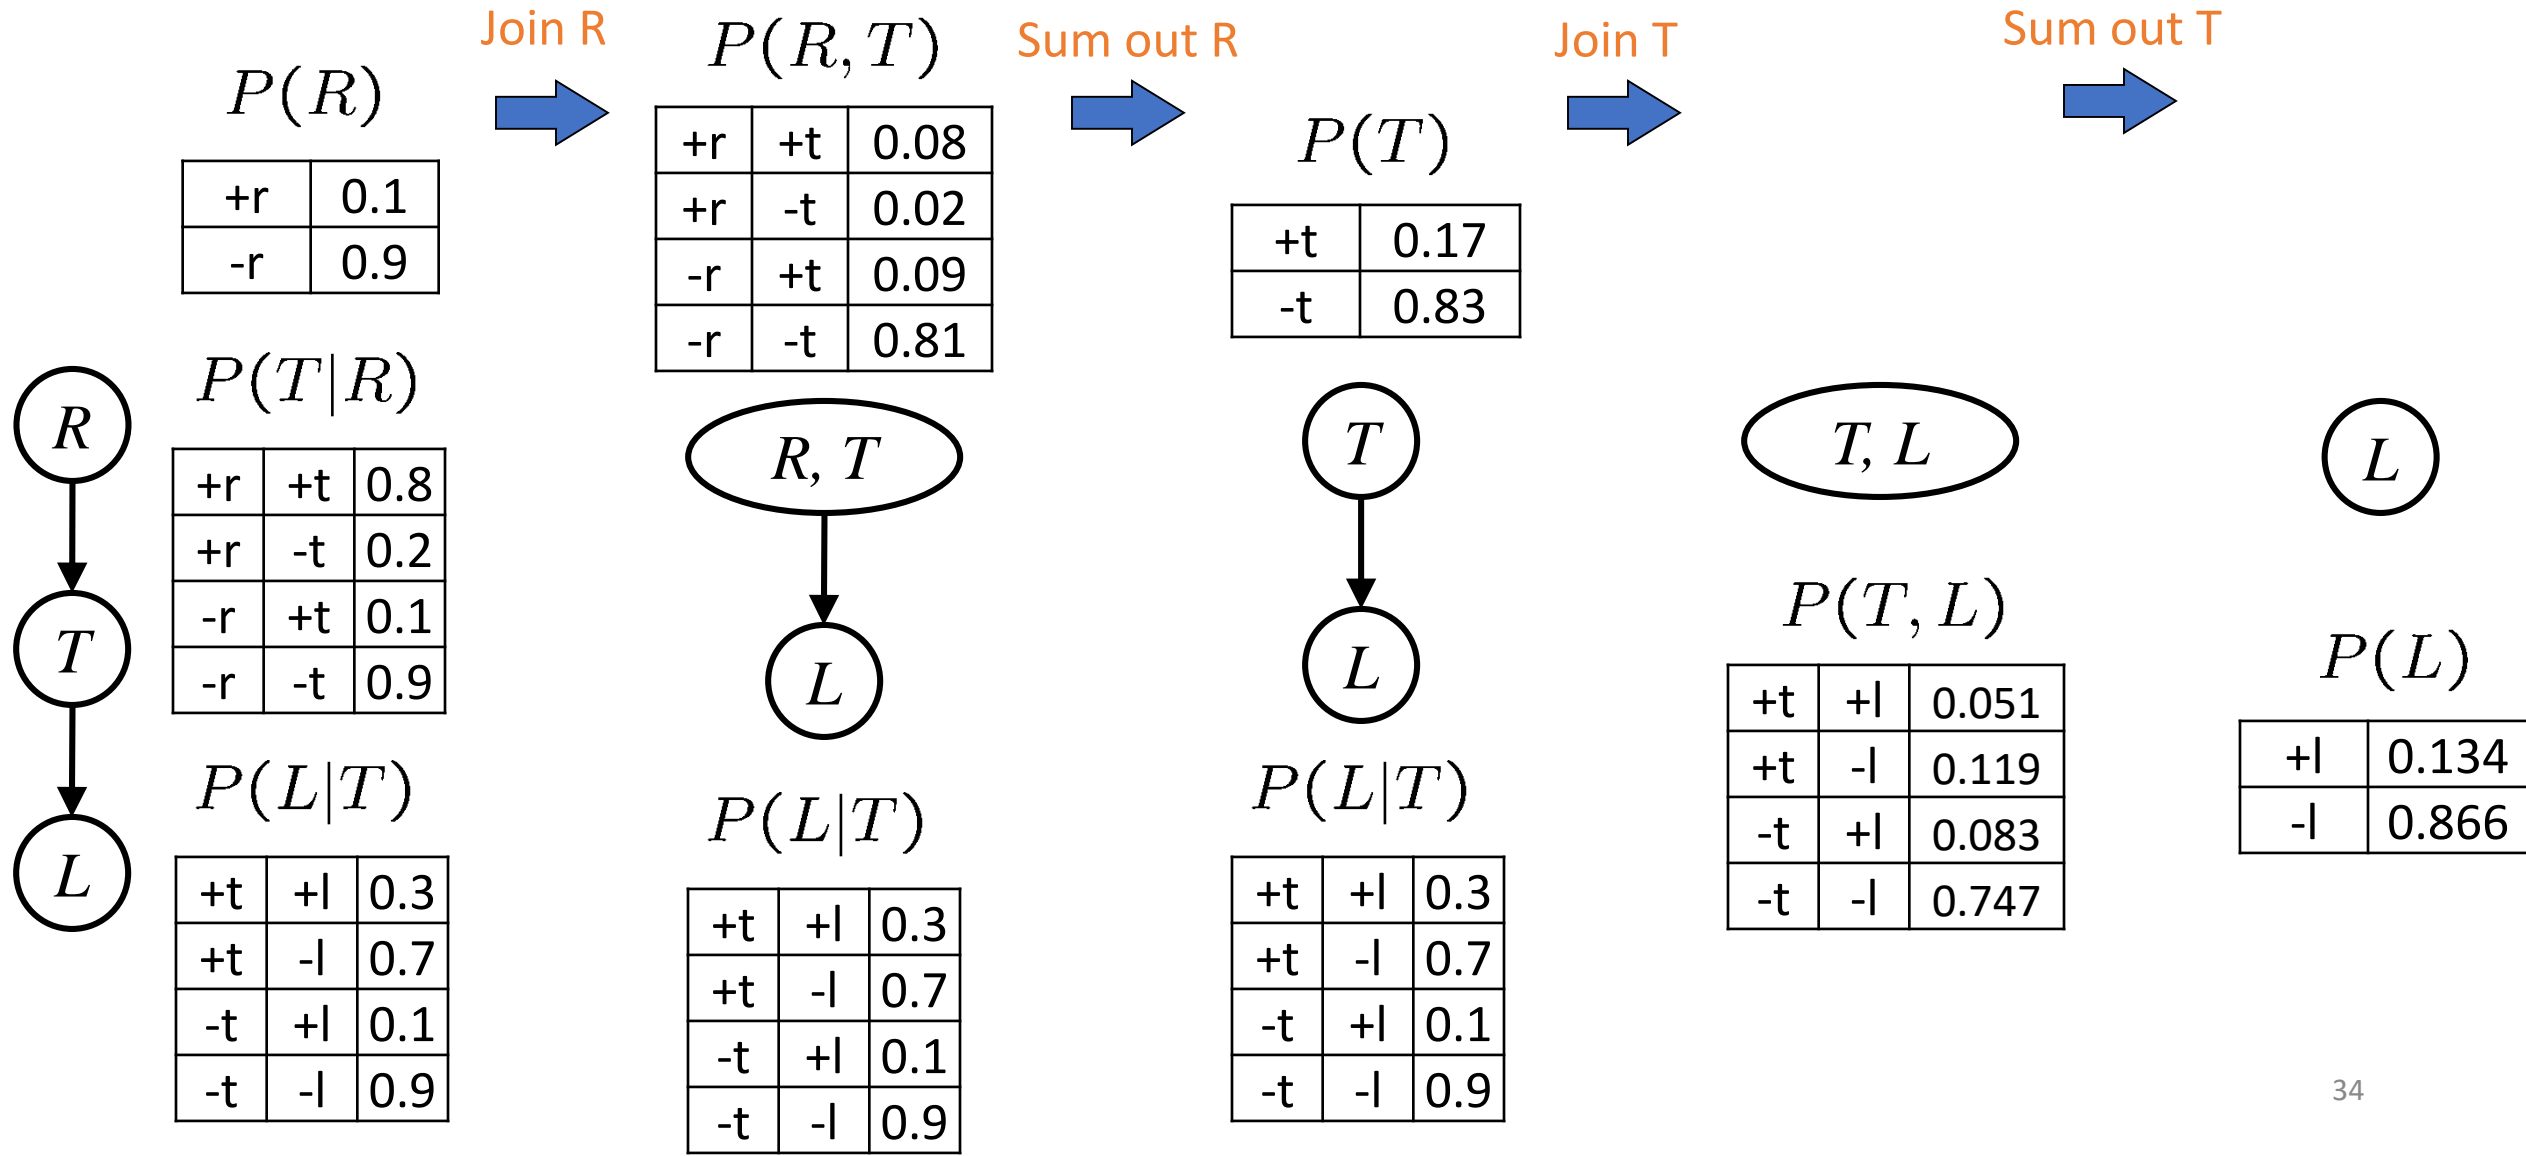 Join R
Sum out R
Join T
Sum out T
P(R)
+r 0.1
-r 0.9
P(T|R)
+r +t 0.8
+r -t 0.2
-r +t 0.1
-r -t 0.9
P(L|T)
+t +l 0.3
+t -l 0.7
-t +l 0.1
-t -l 0.9
R
T
L
P(R, T)
+r +t 0.08
+r -t 0.02
-r +t 0.09
-r -t 0.81
R, T
L
P(L|T)
+t +l 0.3
+t -l 0.7
-t +l 0.1
-t -l 0.9
P(T)
+t 0.17
-t 0.83
T
L
P(L|T)
+t +l 0.3
+t -l 0.7
-t +l 0.1
-t -l 0.9
T, L
P(T, L)
+t +l 0.051
+t -l 0.119
-t +l 0.083
-t -l 0.747
L
P(L)
+l 0.134
-l 0.866
34